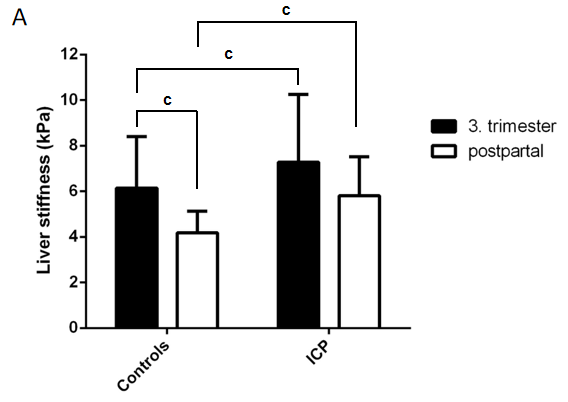 A
c
c
c
12
10
8
6
4
2
0
Liver stiffness (kPa)
Controls
ICP
3. trimester
postpartal